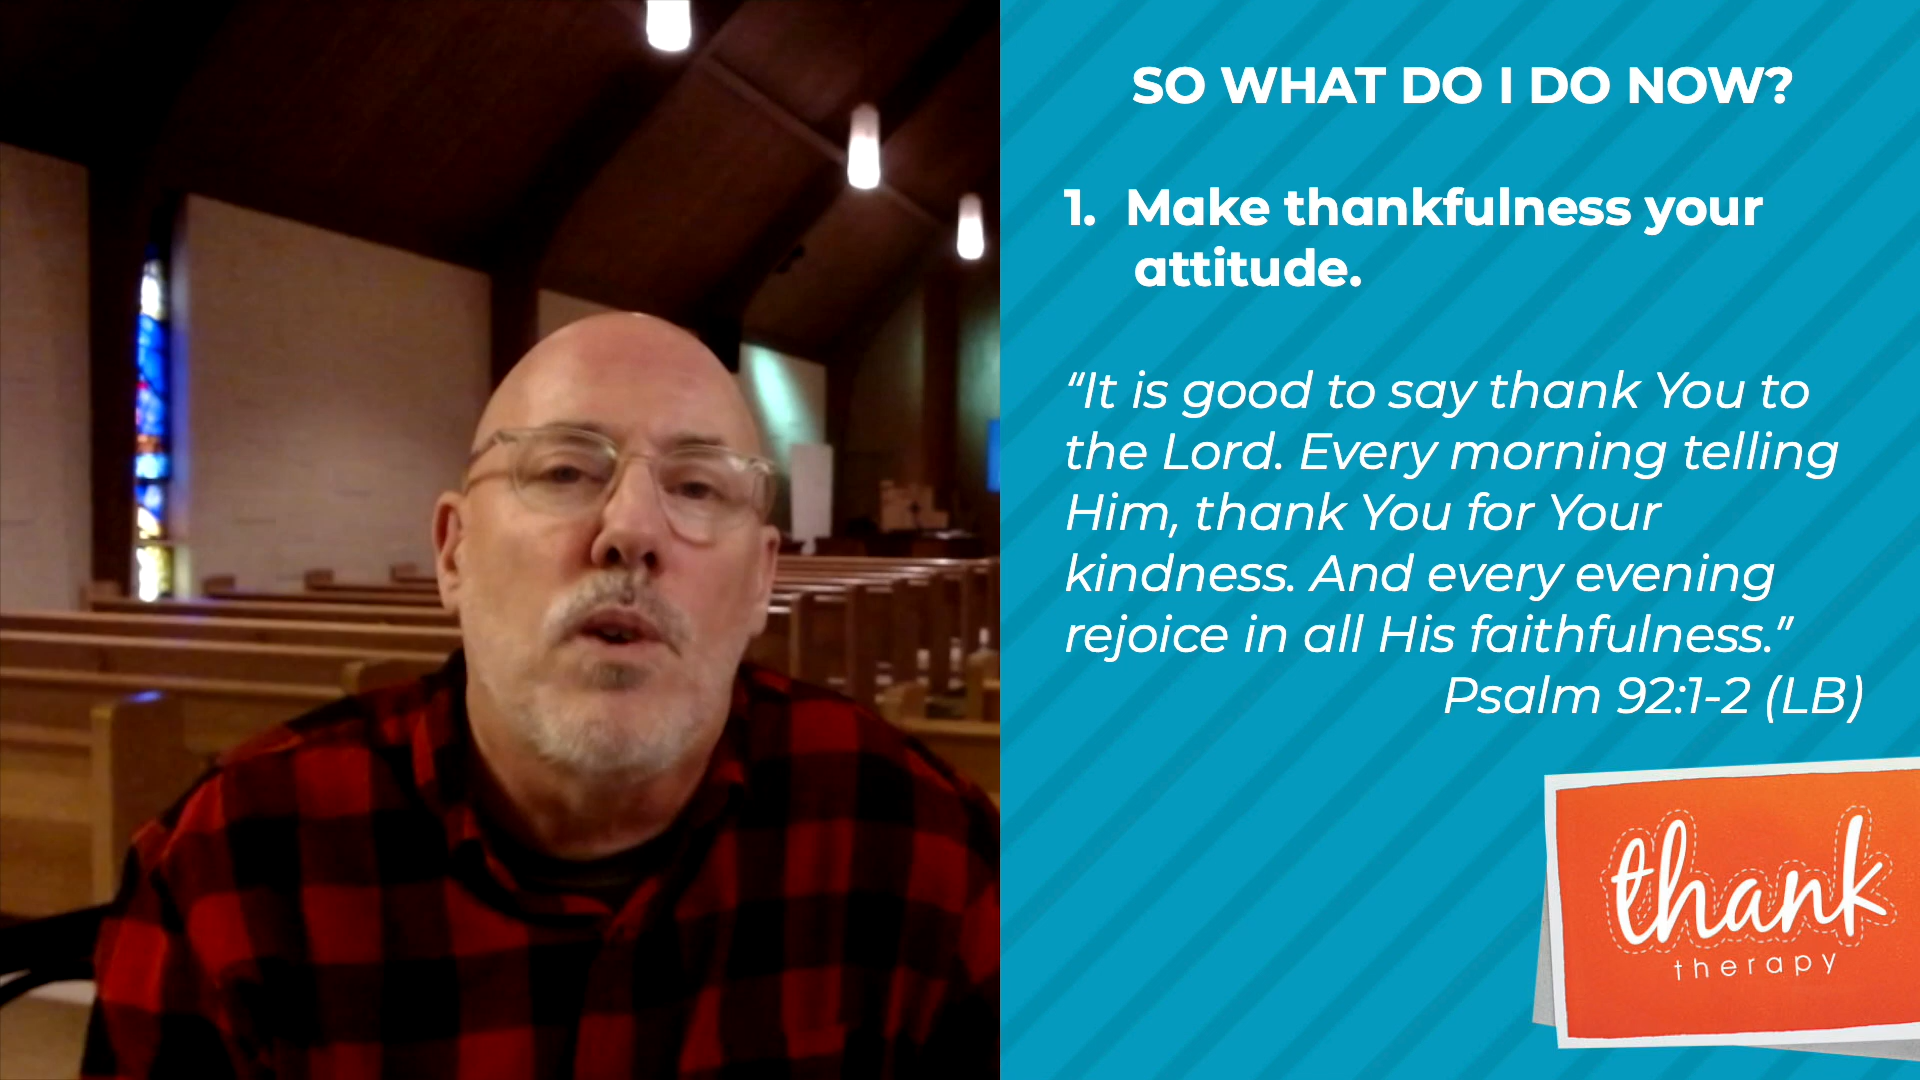 SO WHAT DO I DO NOW?
1. Make thankfulness your
attitude.
“It is good to say thank You to
the Lord. Every morning telling
Him, thank You for Your
kindness. And every evening
rejoice in all His faithfulness.”
Psalm 92:1-2 (LB)
thank
therapy